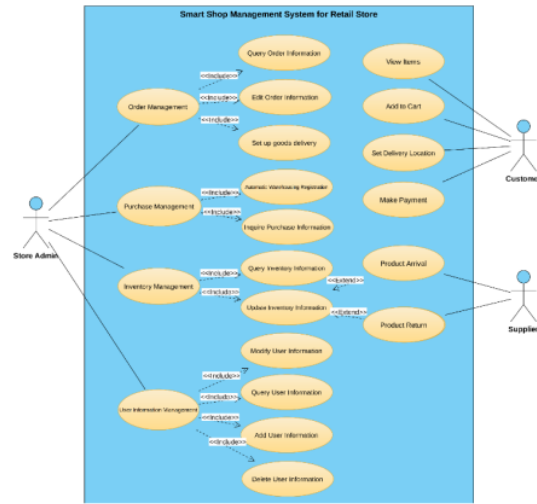 Smart Shop Management System for Retail Store
Query Order Information
View Items
<<Include>>
Order Management
<<Include>>
Edit Order Information
Add to Cart
<<Include>>
Set up goods delivery
Set Delivery Location
Customer
<<Include>>
Automatic Warehousing Registration
Purchase Management
Make Payment
<<Include>>
Inquire Purchase Information
Store Admin
Query Inventory Information
Product Arrival
<<Include>>
Inventory Management
<<Extend>>
<<Include>>
Update Inventory Information
<<Extend>>
Product Return
Supplier
Modify User Information
<<Include>>
Query User Information
<<Include>>
User Information Management
<<Include>>
Add User Information
<<Include>>
Delete User Information